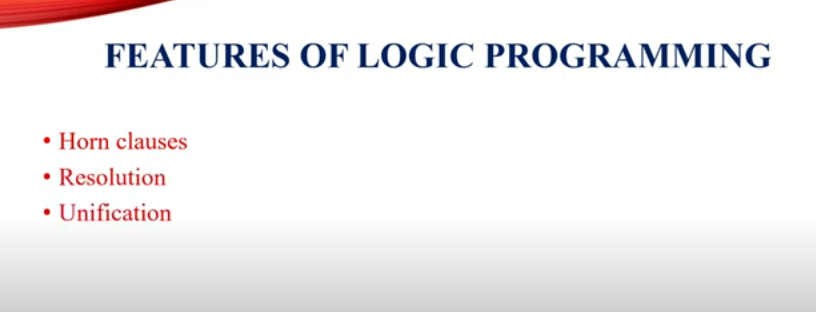 FEATURES OF LOGIC PROGRAMMING
• Horn clauses
• Resolution
• Unification